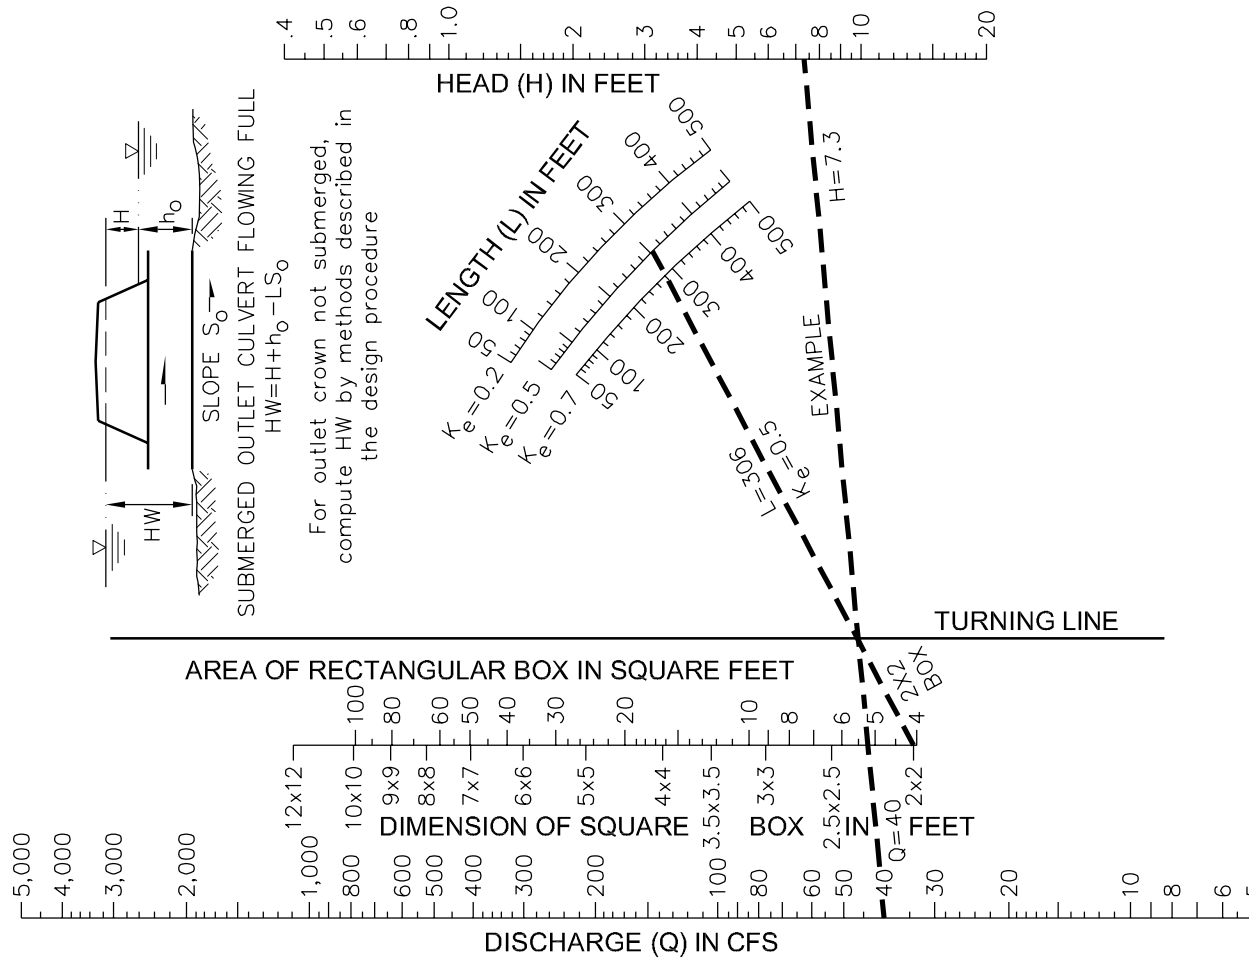 .4 .5 .6 .8 1.0 2 3 4 5 6 8 10 20
HEAD (H) IN FEET
H
ho
HW
SLOPE So
SUBMERGED OUTLET CULVERT FLOWING FULL
HW=H+ho-LSo
For outlet crown not submerged,
compute HW by methods described in
the design procedure
LENGTH (L) IN FEET
50 100 200 300 400 500
Ke=0.2
Ke=0.5
Ke=0.7
50 100 200 300 400 500
H=7.3
EXAMPLE
L=306
Ke=0.5
TURNING LINE
2X2
BOX
AREA OF RECTANGULAR BOX IN SQUARE FEET
100 80 60 50 40 30 20 10 8 6 5 4
12x12 10x10 9x9 8x8 7x7 6x6 5x5 4x4 3.5x3.5 3x3 2.5x2.5 2x2
DIMENSION OF SQUARE BOX IN FEET
Q=40
5,000 4,000 3,000 2,000 1,000 800 600 500 400 300 200 100 80 60 50 40 30 20 10 8 6
DISCHARGE (Q) IN CFS